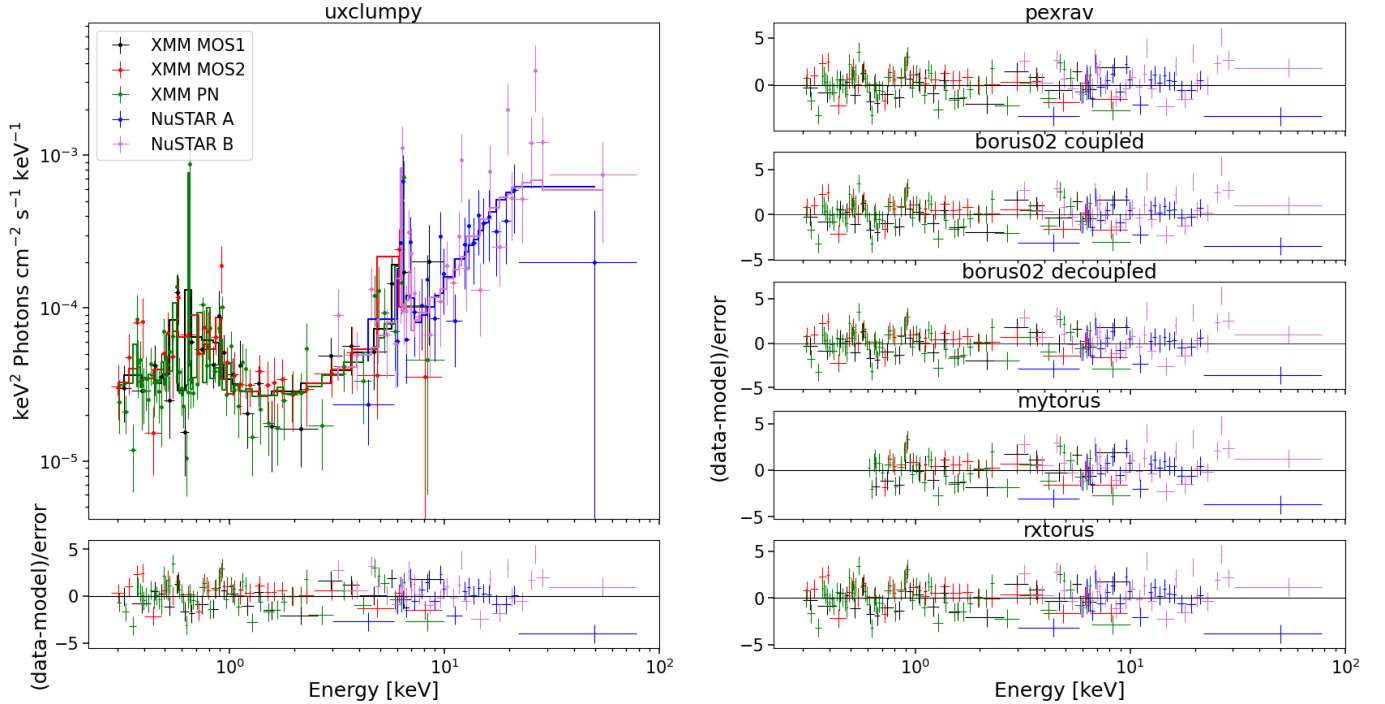 uxclumpy
XMM MOS1
XMM MOS2
XMM PN
NuSTAR A
NuSTAR B
keV² Photons cm⁻² s⁻¹ keV⁻¹
10⁻³
10⁻⁴
10⁻⁵
(data-model)/error
5
0
−5
10⁰
10¹
10²
Energy [keV]
pexrav
5
0
borus02 coupled
5
0
−5
borus02 decoupled
5
0
−5
mytorus
5
0
−5
rxtorus
5
0
−5
(data-model)/error
10⁰
10¹
10²
Energy [keV]